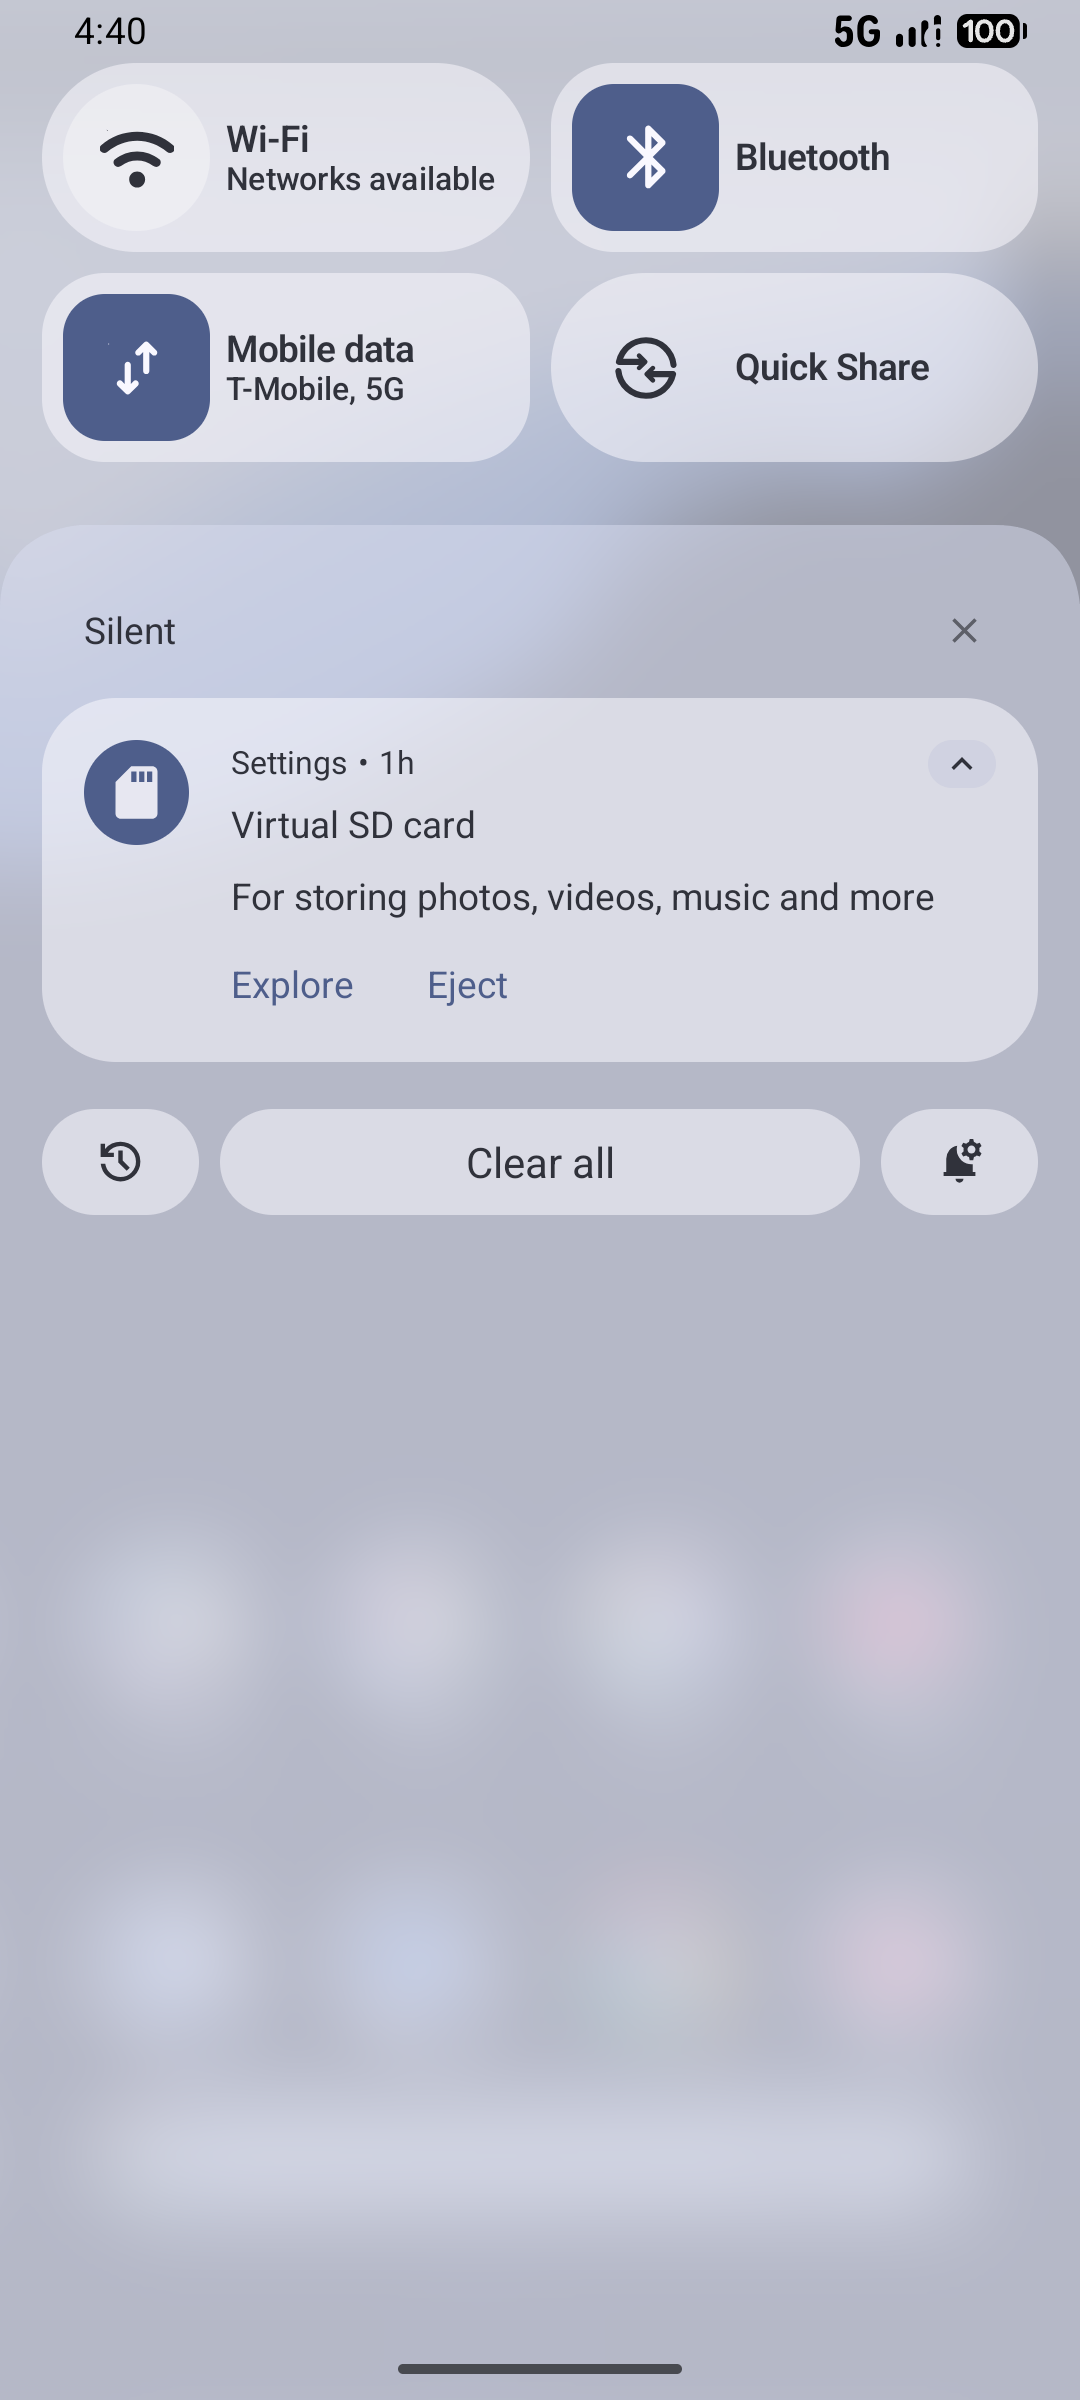 4:40
5G
100
Wi-Fi
Networks available
Bluetooth
Mobile data
T-Mobile, 5G
Quick Share
Silent
Settings • 1h
Virtual SD card
For storing photos, videos, music and more
Explore
Eject
Clear all